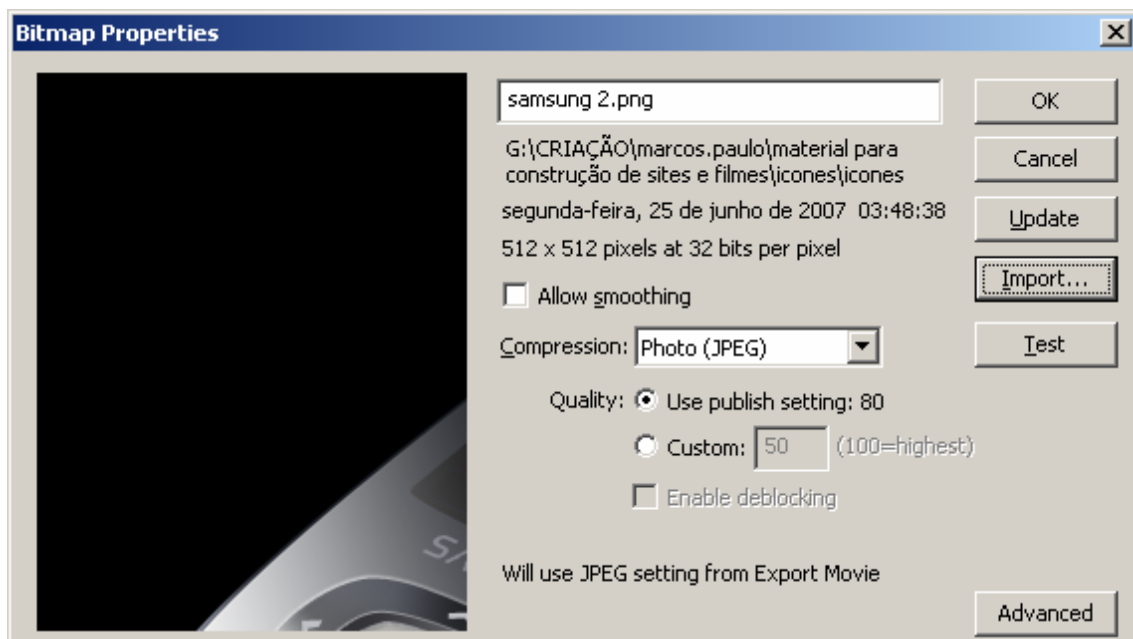 Bitmap Properties
samsung 2.png
OK
G:\CRIAÇÃO\marcos.paulo\material para
construção de sites e filmes\icones\icones
Cancel
segunda-feira, 25 de junho de 2007 03:48:38
Update
512 x 512 pixels at 32 bits per pixel
Allow smoothing
Import...
Compression: Photo (JPEG)
Test
Quality: Use publish setting: 80
Custom: 50 (100=highest)
Enable deblocking
Will use JPEG setting from Export Movie
Advanced